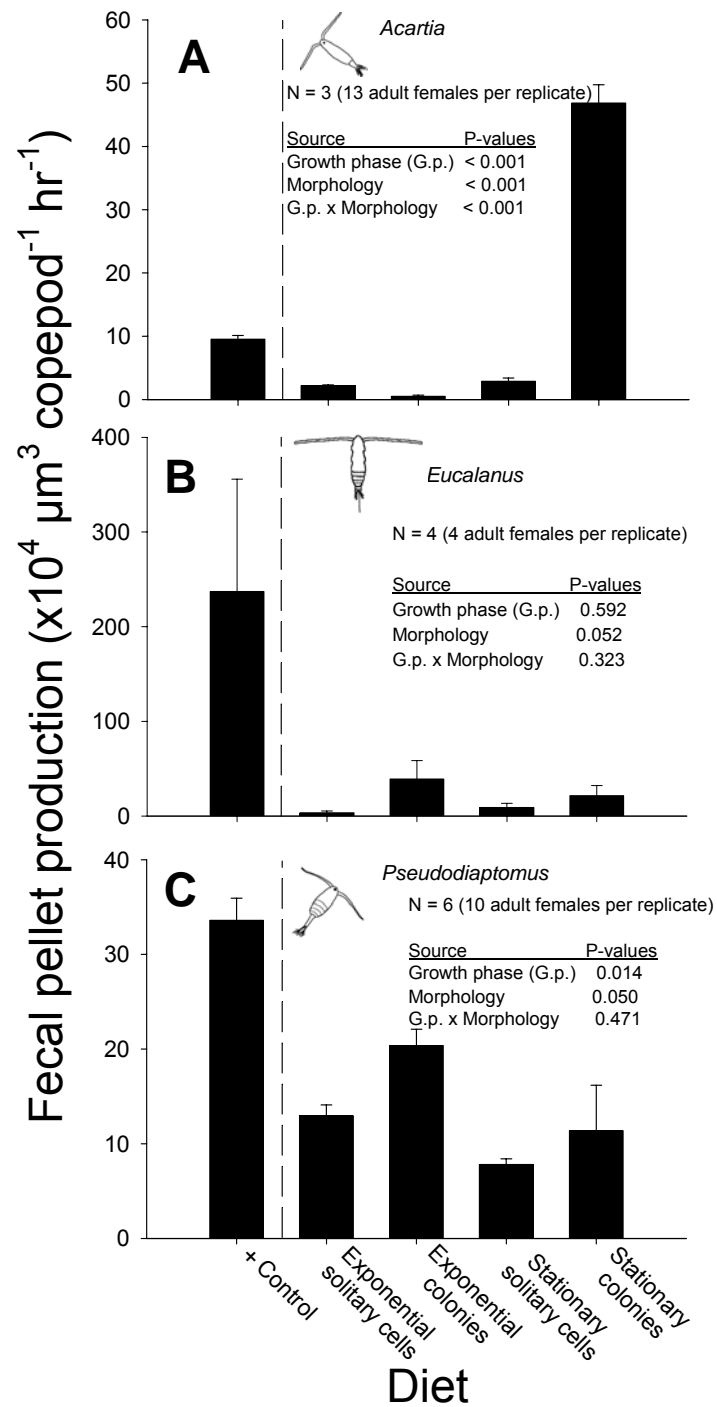 Fecal pellet production (x10⁴ µm³ copepod⁻¹ hr⁻¹)
A
Acartia
N = 3 (13 adult females per replicate)
Source P-values
Growth phase (G.p.) < 0.001
Morphology < 0.001
G.p. x Morphology < 0.001
60
50
40
30
20
10
0
B
Eucalanus
N = 4 (4 adult females per replicate)
Source P-values
Growth phase (G.p.) 0.592
Morphology 0.052
G.p. x Morphology 0.323
400
300
200
100
0
C
Pseudodiaptomus
N = 6 (10 adult females per replicate)
Source P-values
Growth phase (G.p.) 0.014
Morphology 0.050
G.p. x Morphology 0.471
40
30
20
10
0
+ Control
Exponential
solitary cells
Exponential
colonies
Stationary
solitary cells
Stationary
colonies
Diet